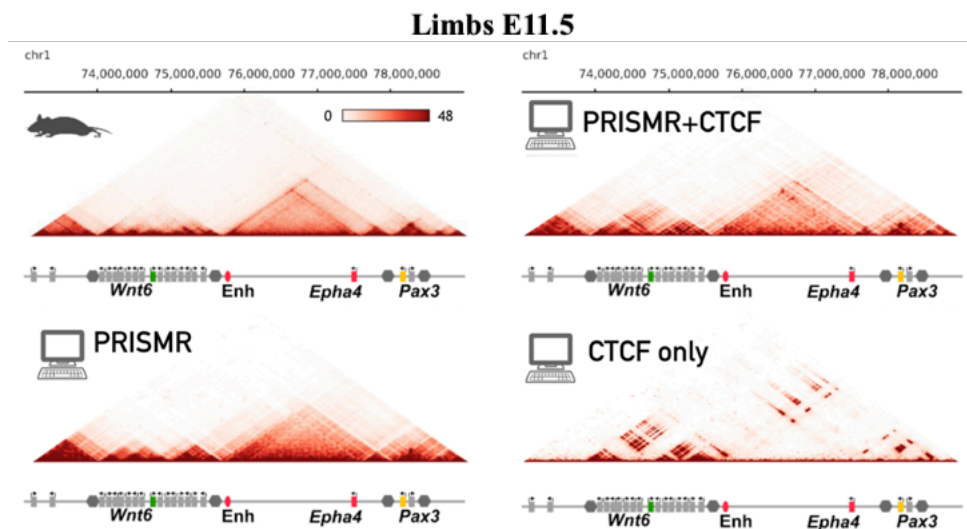 Limbs E11.5
chr1
74,000,000 75,000,000 76,000,000 77,000,000 78,000,000
0 48
Wnt6 Enh Epha4 Pax3
chr1
74,000,000 75,000,000 76,000,000 77,000,000 78,000,000
PRISMR+CTCF
Wnt6 Enh Epha4 Pax3
PRISMR
Wnt6 Enh Epha4 Pax3
CTCF only
Wnt6 Enh Epha4 Pax3